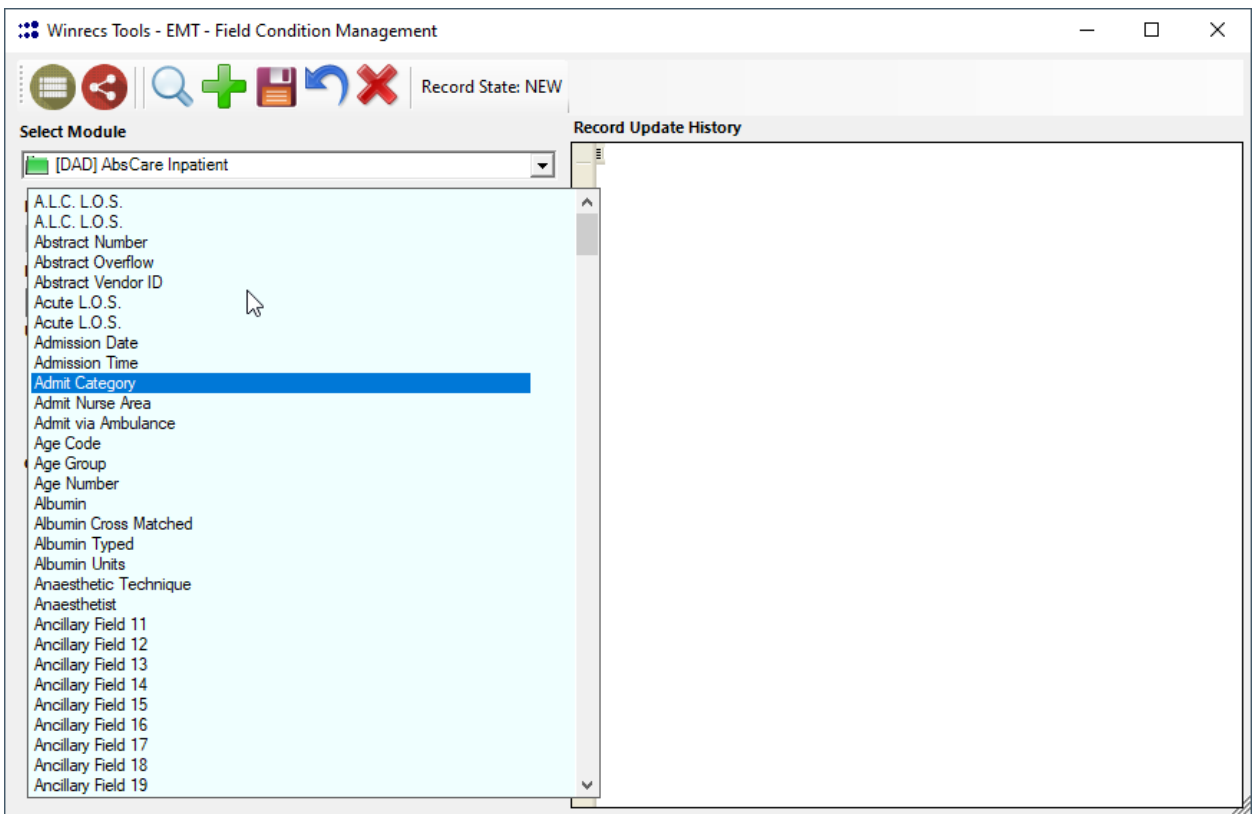 Winrecs Tools - EMT - Field Condition Management
Record State: NEW
Select Module
[DAD] AbsCare Inpatient
A.L.C. L.O.S.
A.L.C. L.O.S.
Abstract Number
Abstract Overflow
Abstract Vendor ID
Acute L.O.S.
Acute L.O.S.
Admission Date
Admission Time
Admit Category
Admit Nurse Area
Admit via Ambulance
Age Code
Age Group
Age Number
Albumin
Albumin Cross Matched
Albumin Typed
Albumin Units
Anaesthetic Technique
Anaesthetist
Ancillary Field 11
Ancillary Field 12
Ancillary Field 13
Ancillary Field 14
Ancillary Field 15
Ancillary Field 16
Ancillary Field 17
Ancillary Field 18
Ancillary Field 19
Record Update History